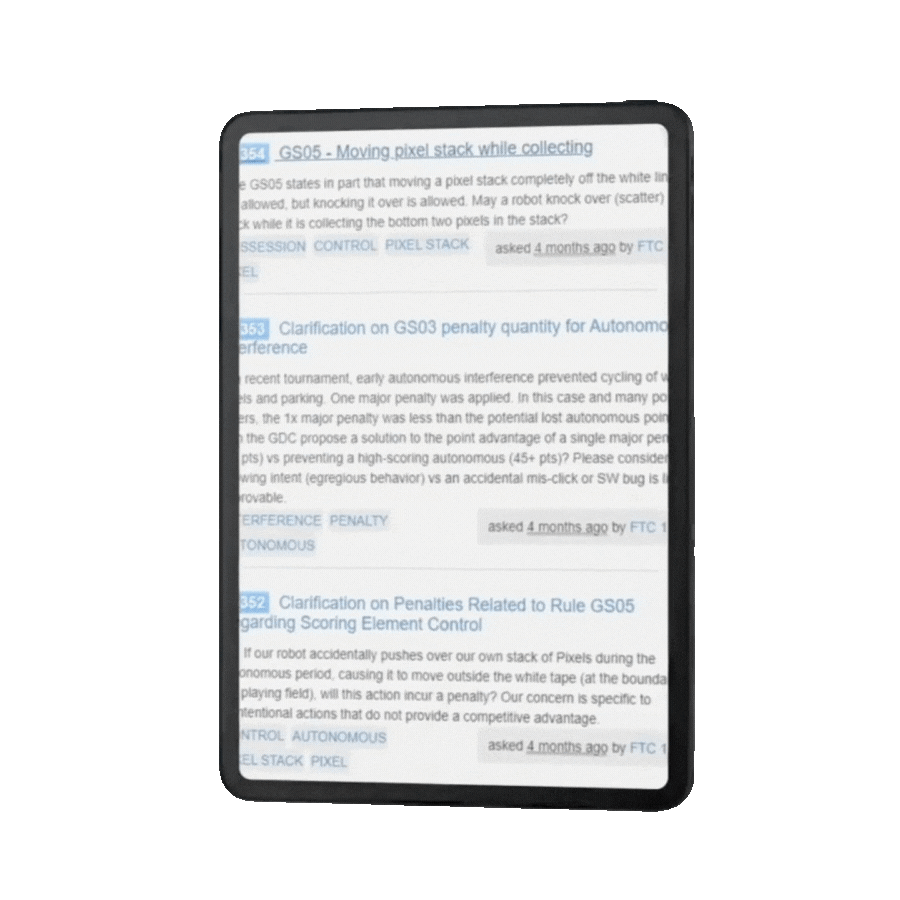 354 GS05 - Moving pixel stack while collecting
e GS05 states in part that moving a pixel stack completely off the white lin
allowed, but knocking it over is allowed. May a robot knock over (scatter)
ck while it is collecting the bottom two pixels in the stack?
SSESSION CONTROL PIXEL STACK asked 4 months ago by FTC
EL
353 Clarification on GS03 penalty quantity for Autonomo
erference
recent tournament, early autonomous interference prevented cycling of w
els and parking. One major penalty was applied. In this case and many po
ers, the 1x major penalty was less than the potential lost autonomous poin
the GDC propose a solution to the point advantage of a single major pen
pts) vs preventing a high-scoring autonomous (45+ pts)? Please consider
wing intent (egregious behavior) vs an accidental mis-click or SW bug is li
provable.
ERFERENCE PENALTY asked 4 months ago by FTC 1
TONOMOUS
352 Clarification on Penalties Related to Rule GS05
garding Scoring Element Control
If our robot accidentally pushes over our own stack of Pixels during the
onomous period, causing it to move outside the white tape (at the bounda
playing field), will this action incur a penalty? Our concern is specific to
ntentional actions that do not provide a competitive advantage.
NTROL AUTONOMOUS asked 4 months ago by FTC 1
EL STACK PIXEL